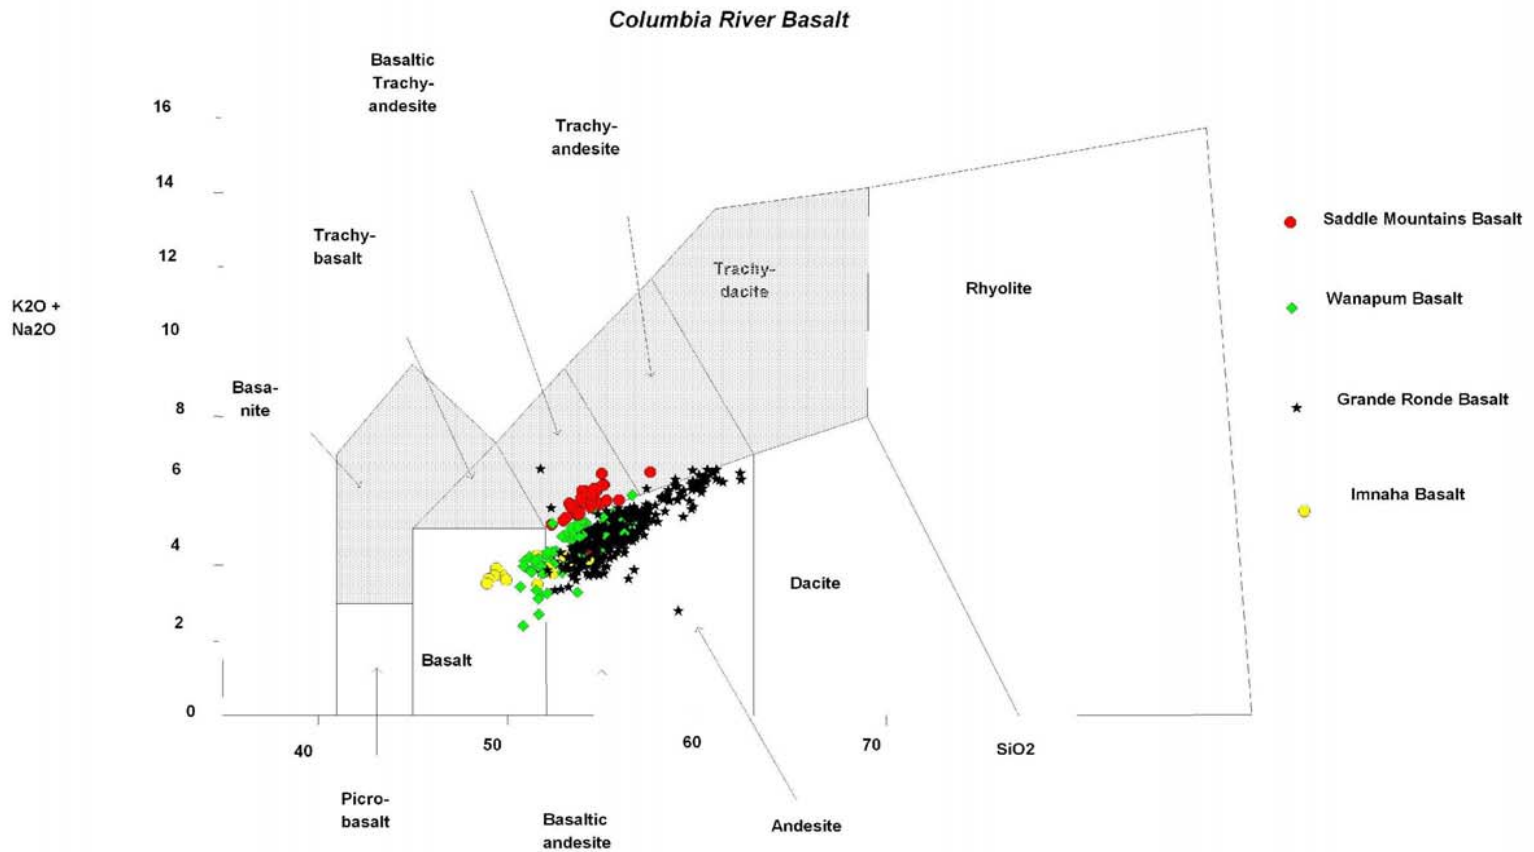 Columbia River Basalt
Basaltic
Trachy-
andesite
16
Trachy-
andesite
14
Trachy-
basalt
12
Trachy-
dacite
Rhyolite
Saddle Mountains Basalt
Wanapum Basalt
K2O +
Na2O
10
Basa-
nite
8
Grande Ronde Basalt
6
Imnaha Basalt
4
Dacite
2
Basalt
0
40
50
60
70
SiO2
Picro-
basalt
Basaltic
andesite
Andesite